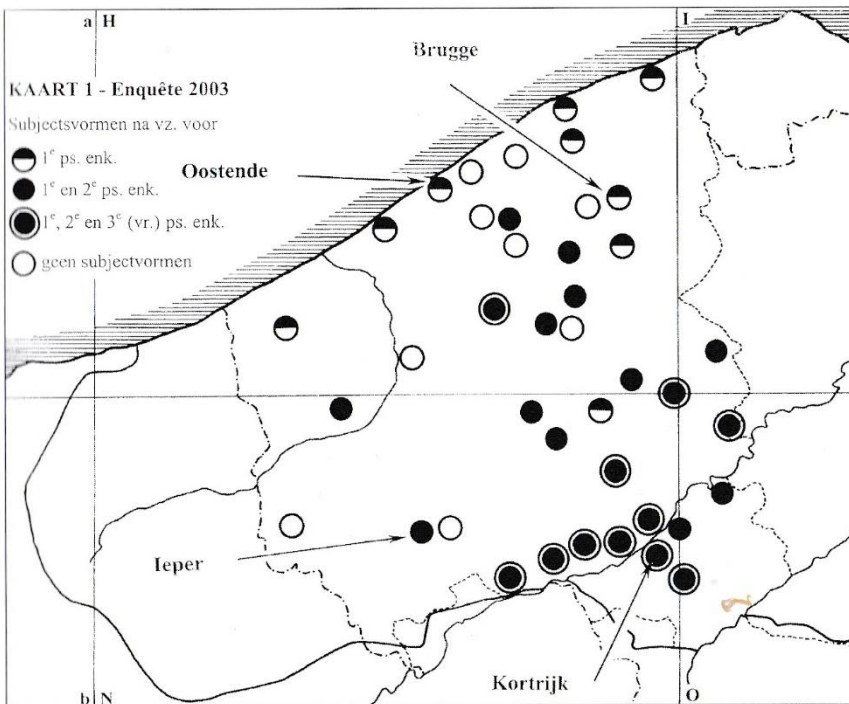 a H
I
Brugge
KAART 1 - Enquête 2003
Subjectsvormen na vz. voor
1e ps. enk.
Oostende
1e en 2e ps. enk.
1e, 2e en 3e (vr.) ps. enk.
geen subjectvormen
Ieper
Kortrijk
b N
O